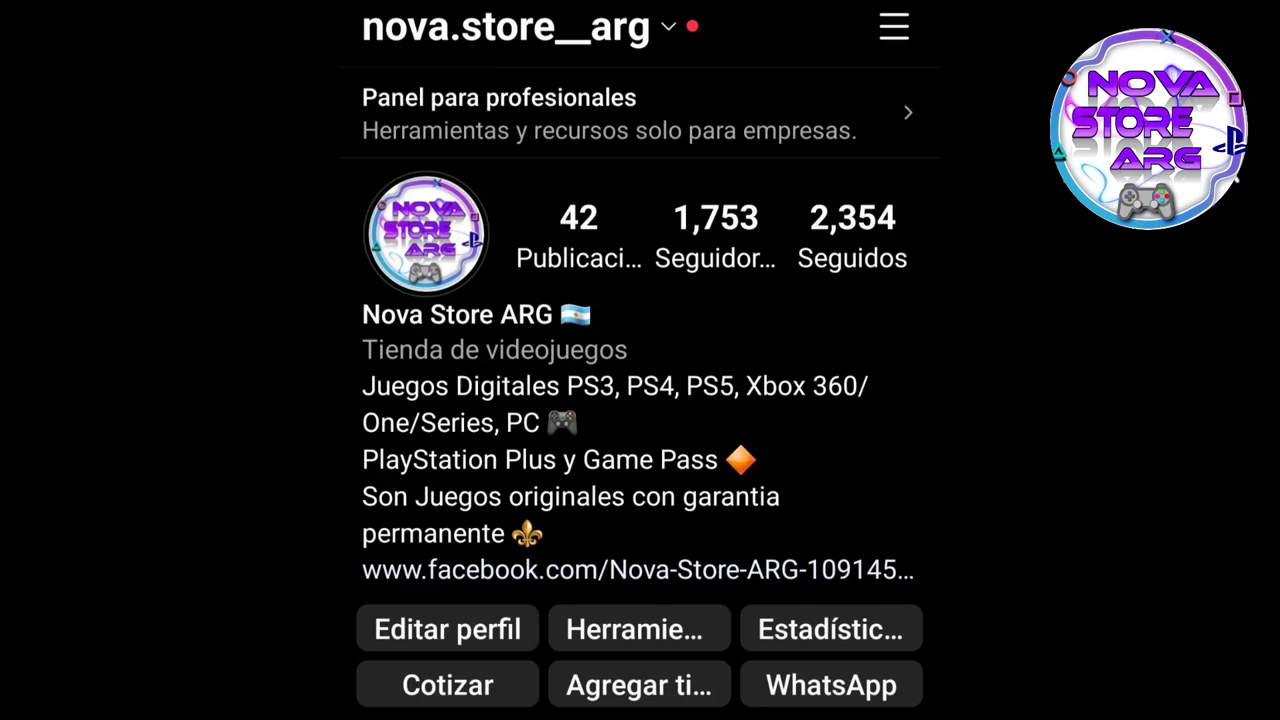 nova.store__arg
Panel para profesionales
Herramientas y recursos solo para empresas.
NOVA
STORE
ARG
NOVA
STORE
ARG
42
1,753
2,354
Publicaci...
Seguidor...
Seguidos
Nova Store ARG 🇦🇷
Tienda de videojuegos
Juegos Digitales PS3, PS4, PS5, Xbox 360/
One/Series, PC 🎮
PlayStation Plus y Game Pass 🔶
Son Juegos originales con garantia
permanente ⚜️
www.facebook.com/Nova-Store-ARG-109145...
Editar perfil
Herramie...
Estadístic...
Cotizar
Agregar ti...
WhatsApp